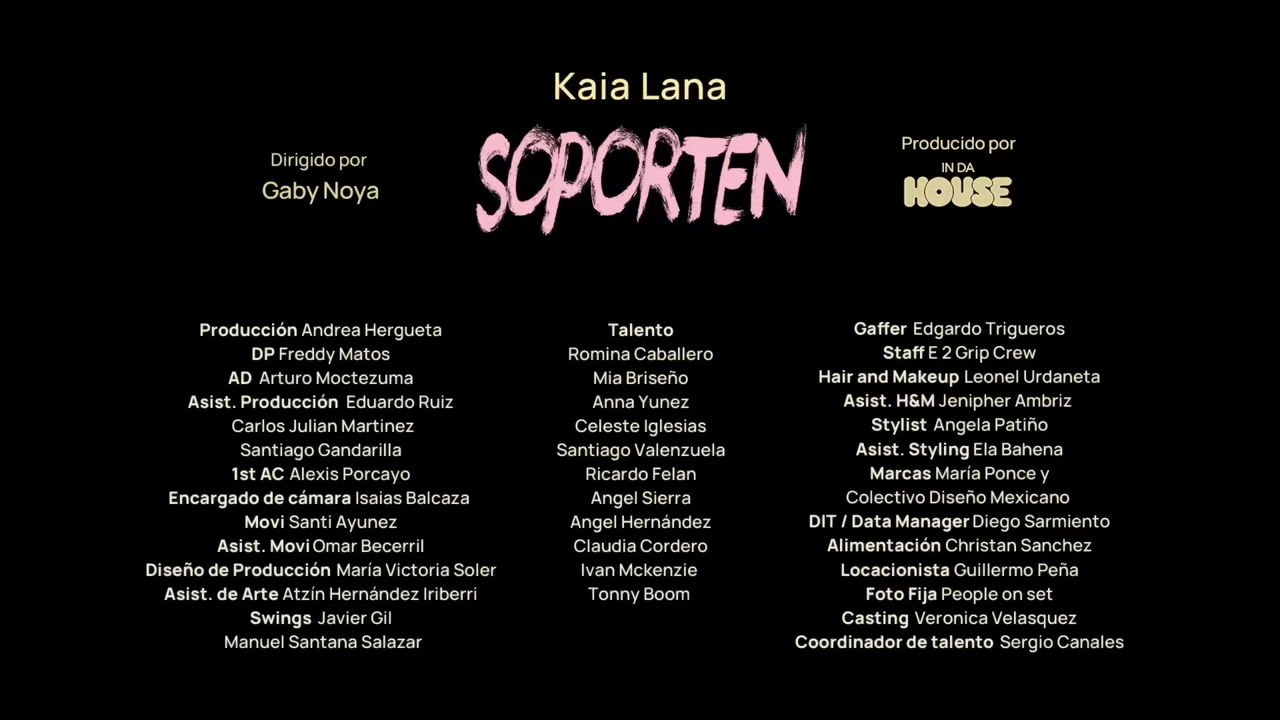 Kaia Lana
SOPORTEN
Dirigido por
Gaby Noya
Producido por
IN DA
HOUSE
Producción Andrea Hergueta
DP Freddy Matos
AD Arturo Moctezuma
Asist. Producción Eduardo Ruiz
Carlos Julian Martinez
Santiago Gandarilla
1st AC Alexis Porcayo
Encargado de cámara Isaias Balcaza
Movi Santi Ayunez
Asist. Movi Omar Becerril
Diseño de Producción María Victoria Soler
Asist. de Arte Atzín Hernández Iriberri
Swings Javier Gil
Manuel Santana Salazar
Talento
Romina Caballero
Mia Briseño
Anna Yunez
Celeste Iglesias
Santiago Valenzuela
Ricardo Felan
Angel Sierra
Angel Hernández
Claudia Cordero
Ivan Mckenzie
Tonny Boom
Gaffer Edgardo Trigueros
Staff E 2 Grip Crew
Hair and Makeup Leonel Urdaneta
Asist. H&M Jenipher Ambriz
Stylist Angela Patiño
Asist. Styling Ela Bahena
Marcas María Ponce y
Colectivo Diseño Mexicano
DIT / Data Manager Diego Sarmiento
Alimentación Christan Sanchez
Locacionista Guillermo Peña
Foto Fija People on set
Casting Veronica Velasquez
Coordinador de talento Sergio Canales